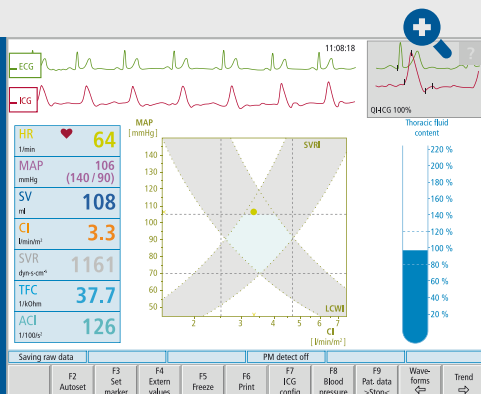 11:08:18
ECG
ICG
?
QI-ICG 100%
HR
1/min
64
MAP
mmHg
106
(140 / 90)
SV
ml
108
CI
l/min/m²
3.3
SVR
dyn·s·cm⁻⁵
1161
TFC
1/kOhm
37.7
ACI
1/100/s²
126
MAP
[mmHg]
140
130
120
110
100
90
80
70
60
50
SVRI
LCWI
2 3 4 5 6 7
CI
[l/min/m²]
Thoracic fluid
content
220 %
200 %
180 %
160 %
140 %
120 %
100 %
80 %
60 %
40 %
20 %
Saving raw data
PM detect off
F2
Autoset
F3
Set
marker
F4
Extern
values
F5
Freeze
F6
Print
F7
ICG
config
F8
Blood
pressure
F9
Pat. data
>Stop<
Wave-
forms
Trend